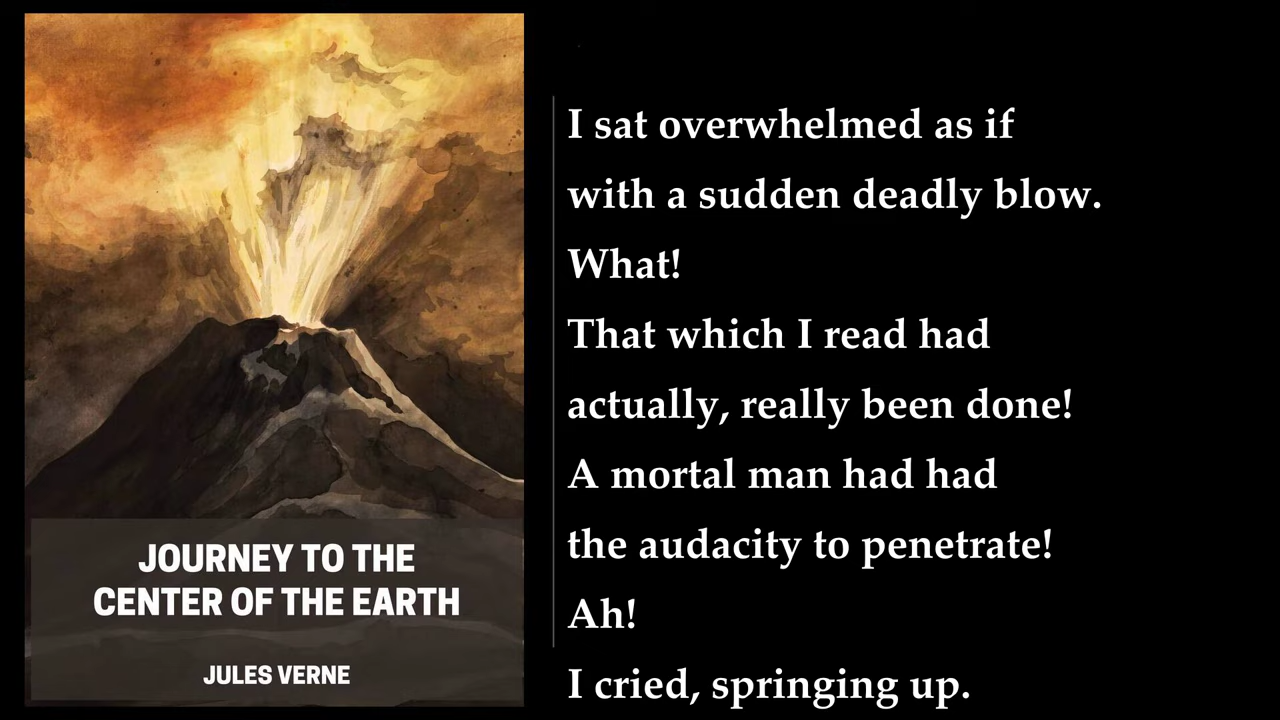 JOURNEY TO THE
CENTER OF THE EARTH
JULES VERNE
I sat overwhelmed as if
with a sudden deadly blow.
What!
That which I read had
actually, really been done!
A mortal man had had
the audacity to penetrate!
Ah!
I cried, springing up.